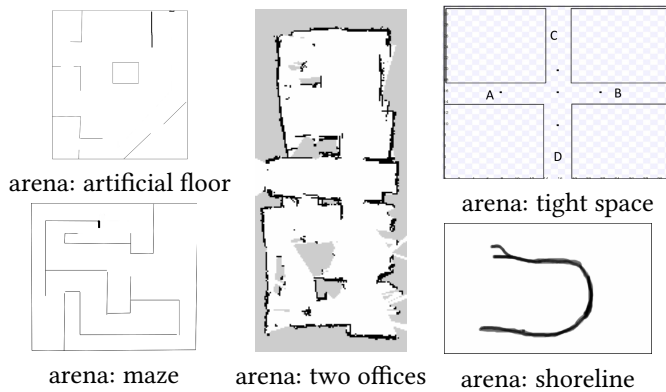 arena: artificial floor
C
A
B
D
arena: tight space
arena: maze
arena: two offices
arena: shoreline